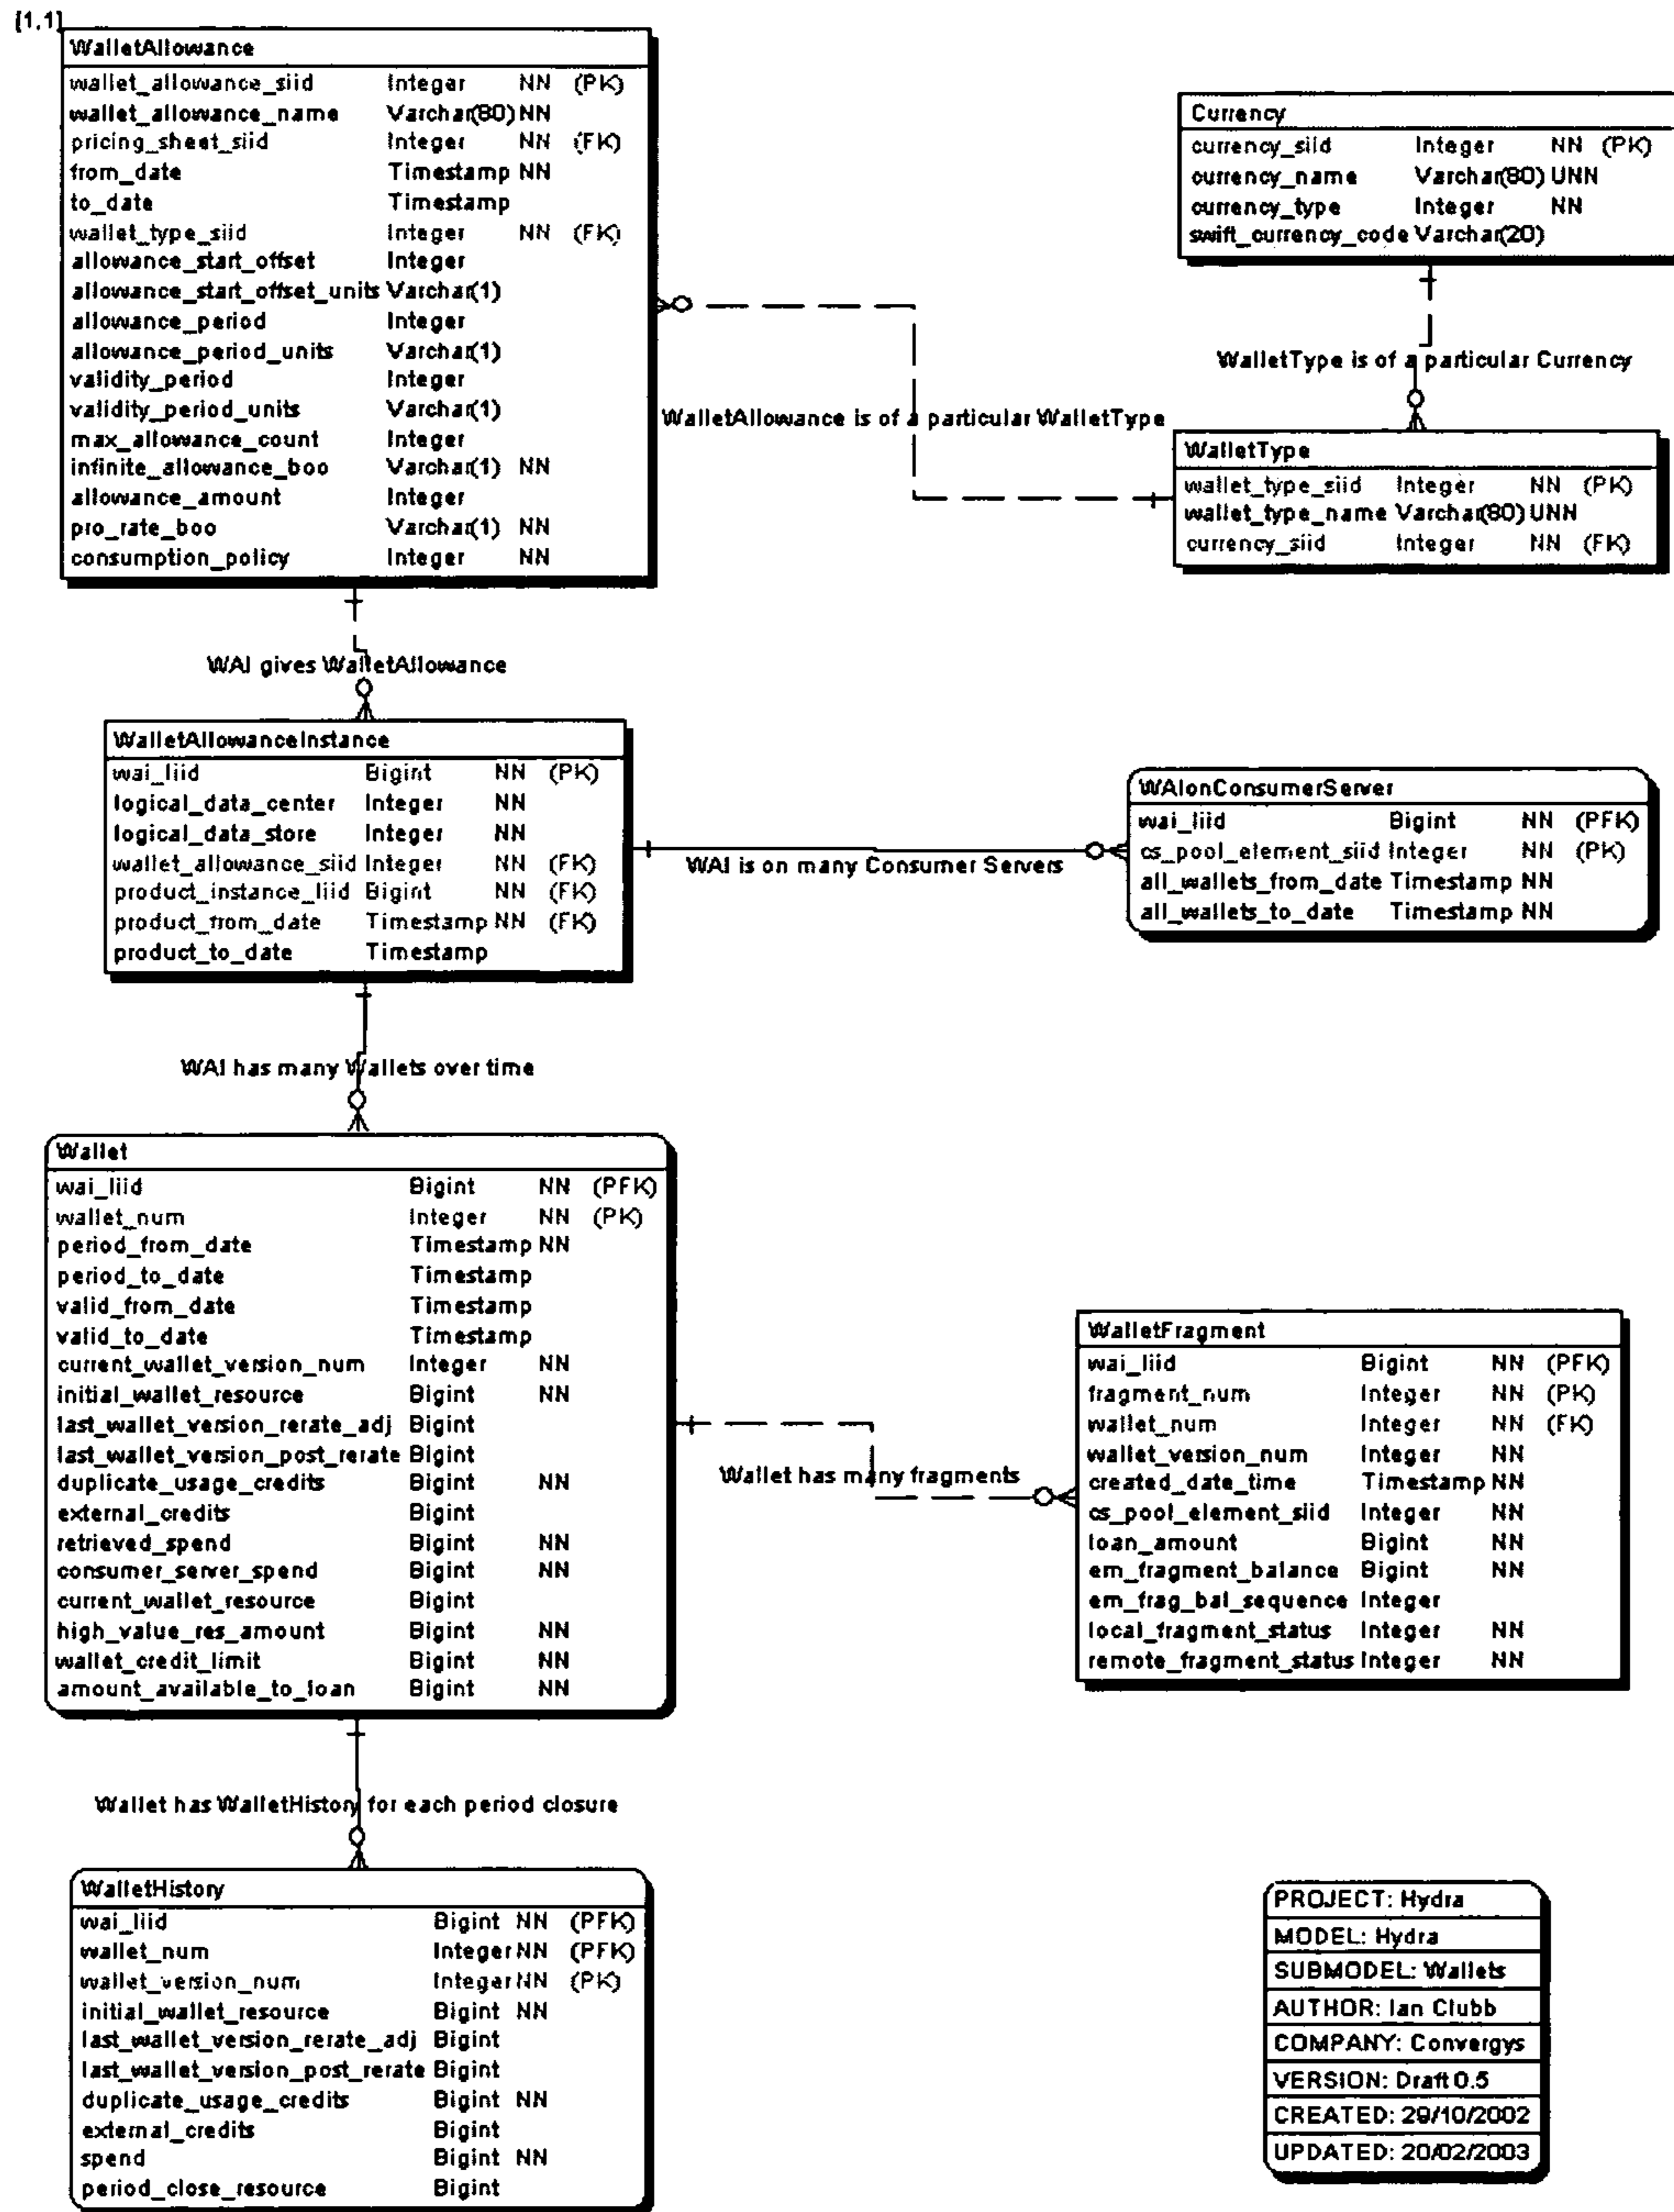 [1,1]
WalletAllowance
wallet_allowance_siid Integer NN (PK)
wallet_allowance_name Varchar(80) NN
pricing_sheet_siid Integer NN (FK)
from_date Timestamp NN
to_date Timestamp
wallet_type_siid Integer NN (FK)
allowance_start_offset Integer
allowance_start_offset_units Varchar(1)
allowance_period Integer
allowance_period_units Varchar(1)
validity_period Integer
validity_period_units Varchar(1)
max_allowance_count Integer
infinite_allowance_boo Varchar(1) NN
allowance_amount Integer
pro_rate_boo Varchar(1) NN
consumption_policy Integer NN
Currency
currency_siid Integer NN (PK)
currency_name Varchar(80) UNN
currency_type Integer NN
swift_currency_code Varchar(20)
WalletType is of a particular Currency
WalletAllowance is of a particular WalletType
WalletType
wallet_type_siid Integer NN (PK)
wallet_type_name Varchar(80) UNN
currency_siid Integer NN (FK)
WAI gives WalletAllowance
WalletAllowanceInstance
wai_liid Bigint NN (PK)
logical_data_center Integer NN
logical_data_store Integer NN
wallet_allowance_siid Integer NN (FK)
product_instance_liid Bigint NN (FK)
product_from_date Timestamp NN (FK)
product_to_date Timestamp
WAI is on many Consumer Servers
WAIonConsumerServer
wai_liid Bigint NN (PFK)
cs_pool_element_siid Integer NN (PK)
all_wallets_from_date Timestamp NN
all_wallets_to_date Timestamp NN
WAI has many Wallets over time
Wallet
wai_liid Bigint NN (PFK)
wallet_num Integer NN (PK)
period_from_date Timestamp NN
period_to_date Timestamp
valid_from_date Timestamp
valid_to_date Timestamp
current_wallet_version_num Integer NN
initial_wallet_resource Bigint NN
last_wallet_version_rerate_adj Bigint
last_wallet_version_post_rerate Bigint
duplicate_usage_credits Bigint NN
external_credits Bigint
retrieved_spend Bigint NN
consumer_server_spend Bigint NN
current_wallet_resource Bigint
high_value_res_amount Bigint NN
wallet_credit_limit Bigint NN
amount_available_to_loan Bigint NN
Wallet has many fragments
WalletFragment
wai_liid Bigint NN (PFK)
fragment_num Integer NN (PK)
wallet_num Integer NN (FK)
wallet_version_num Integer NN
created_date_time Timestamp NN
cs_pool_element_siid Integer NN
loan_amount Bigint NN
em_fragment_balance Bigint NN
em_frag_bal_sequence Integer
local_fragment_status Integer NN
remote_fragment_status Integer NN
Wallet has WalletHistory for each period closure
WalletHistory
wai_liid Bigint NN (PFK)
wallet_num Integer NN (PFK)
wallet_version_num Integer NN (PK)
initial_wallet_resource Bigint NN
last_wallet_version_rerate_adj Bigint
last_wallet_version_post_rerate Bigint
duplicate_usage_credits Bigint NN
external_credits Bigint
spend Bigint NN
period_close_resource Bigint
PROJECT: Hydra
MODEL: Hydra
SUBMODEL: Wallets
AUTHOR: Ian Clubb
COMPANY: Convergys
VERSION: Draft 0.5
CREATED: 29/10/2002
UPDATED: 20/02/2003